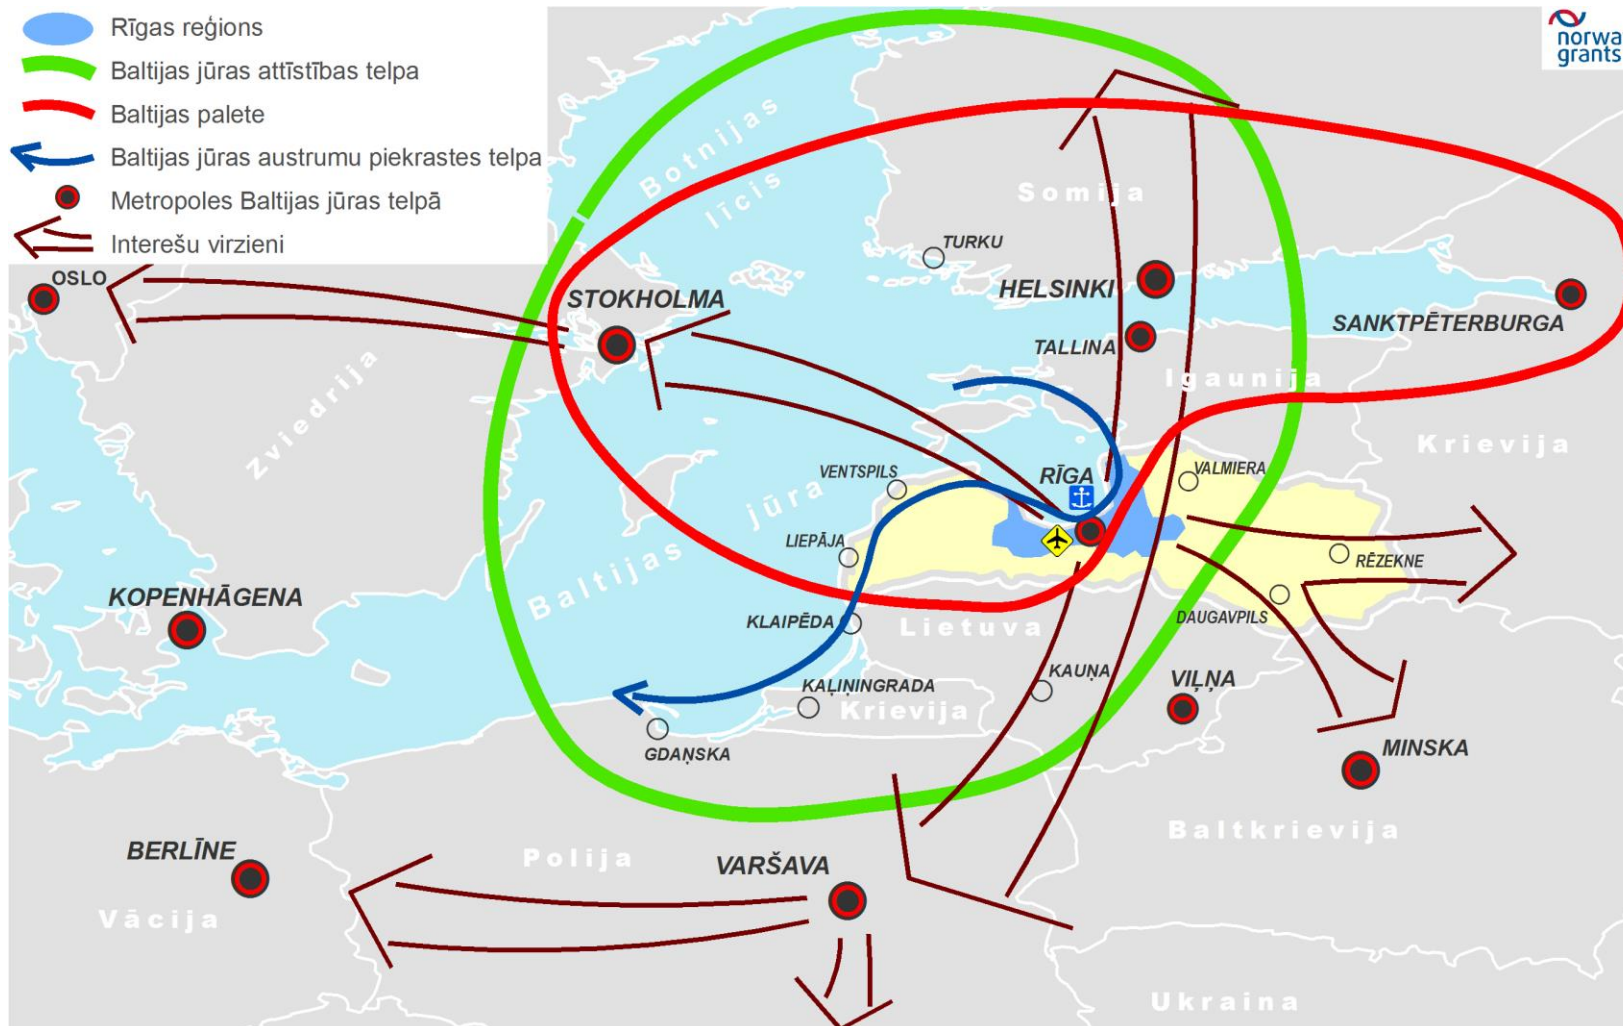 Rīgas reģions
Baltijas jūras attīstības telpa
Baltijas palete
Baltijas jūras austrumu piekrastes telpa
Metropoles Baltijas jūras telpā
Interešu virzieni
norwa
grants
Botnijas
līcis
Somija
TURKU
OSLO
HELSINKI
STOKHOLMA
SANKTPĒTERBURGA
TALLINA
Igaunija
Zviedrija
Krievija
VENTSPILS
RĪGA
VALMIERA
Baltijas jūra
LIEPĀJA
RĒZEKNE
KOPENHĀGENA
KLAIPĒDA
Lietuva
DAUGAVPILS
KAUŅA
VIĻŅA
KAĻIŅINGRADA
Krievija
GDAŅSKA
MINSKA
Baltkrievija
BERLĪNE
Polija
VARŠAVA
Vācija
Ukraina